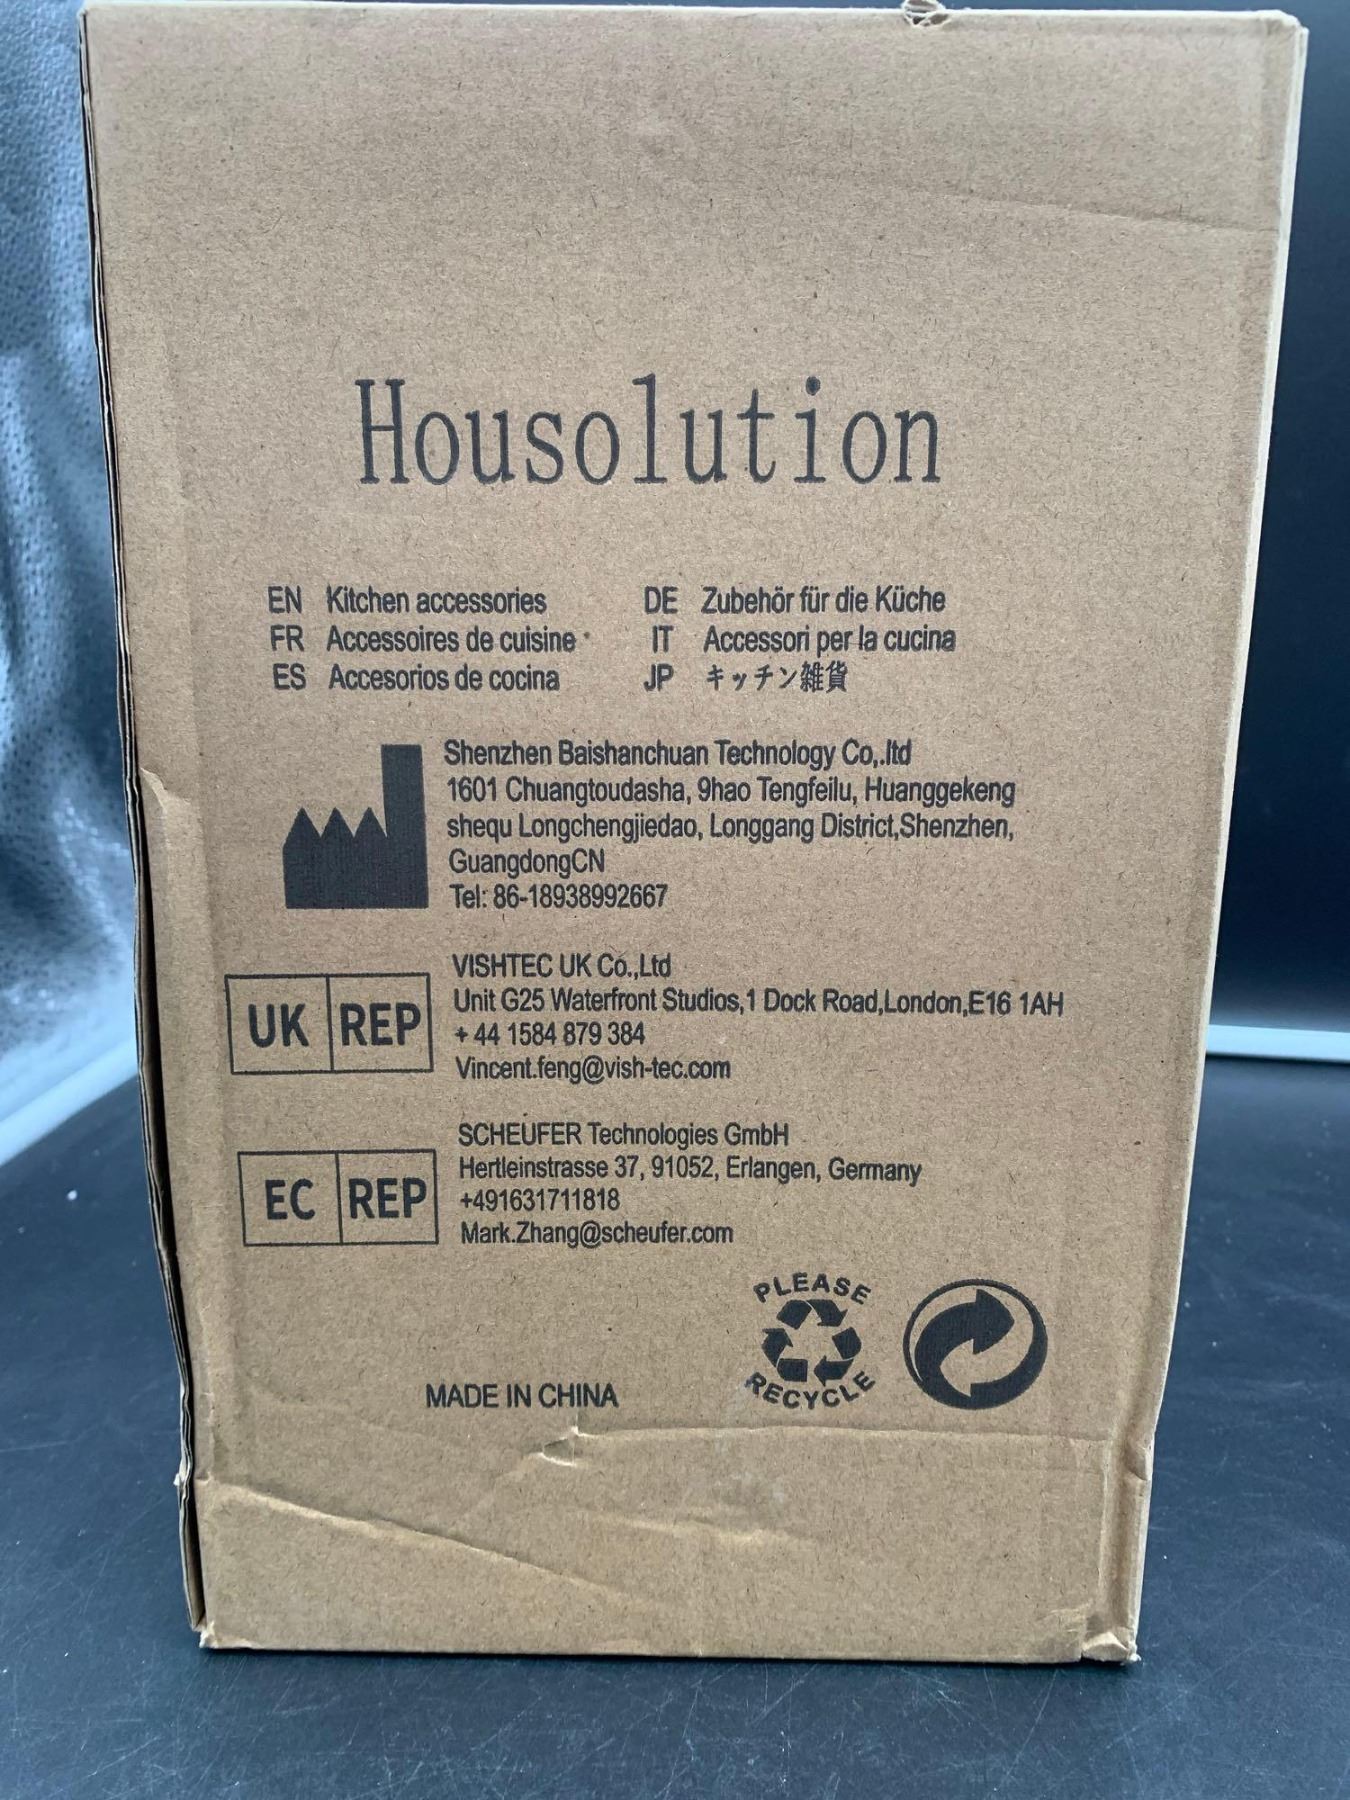 Housolution
EN Kitchen accessories
FR Accessoires de cuisine
ES Accesorios de cocina
DE Zubehör für die Küche
IT Accessori per la cucina
JP キッチン雑貨
Shenzhen Baishanchuan Technology Co,.ltd
1601 Chuangtoudasha, 9hao Tengfeilu, Huanggekeng
shequ Longchengjiedao, Longgang District,Shenzhen,
GuangdongCN
Tel: 86-18938992667
UK REP
VISHTEC UK Co.,Ltd
Unit G25 Waterfront Studios,1 Dock Road,London,E16 1AH
+ 44 1584 879 384
Vincent.feng@vish-tec.com
EC REP
SCHEUFER Technologies GmbH
Hertleinstrasse 37, 91052, Erlangen, Germany
+491631711818
Mark.Zhang@scheufer.com
PLEASE
RECYCLE
MADE IN CHINA